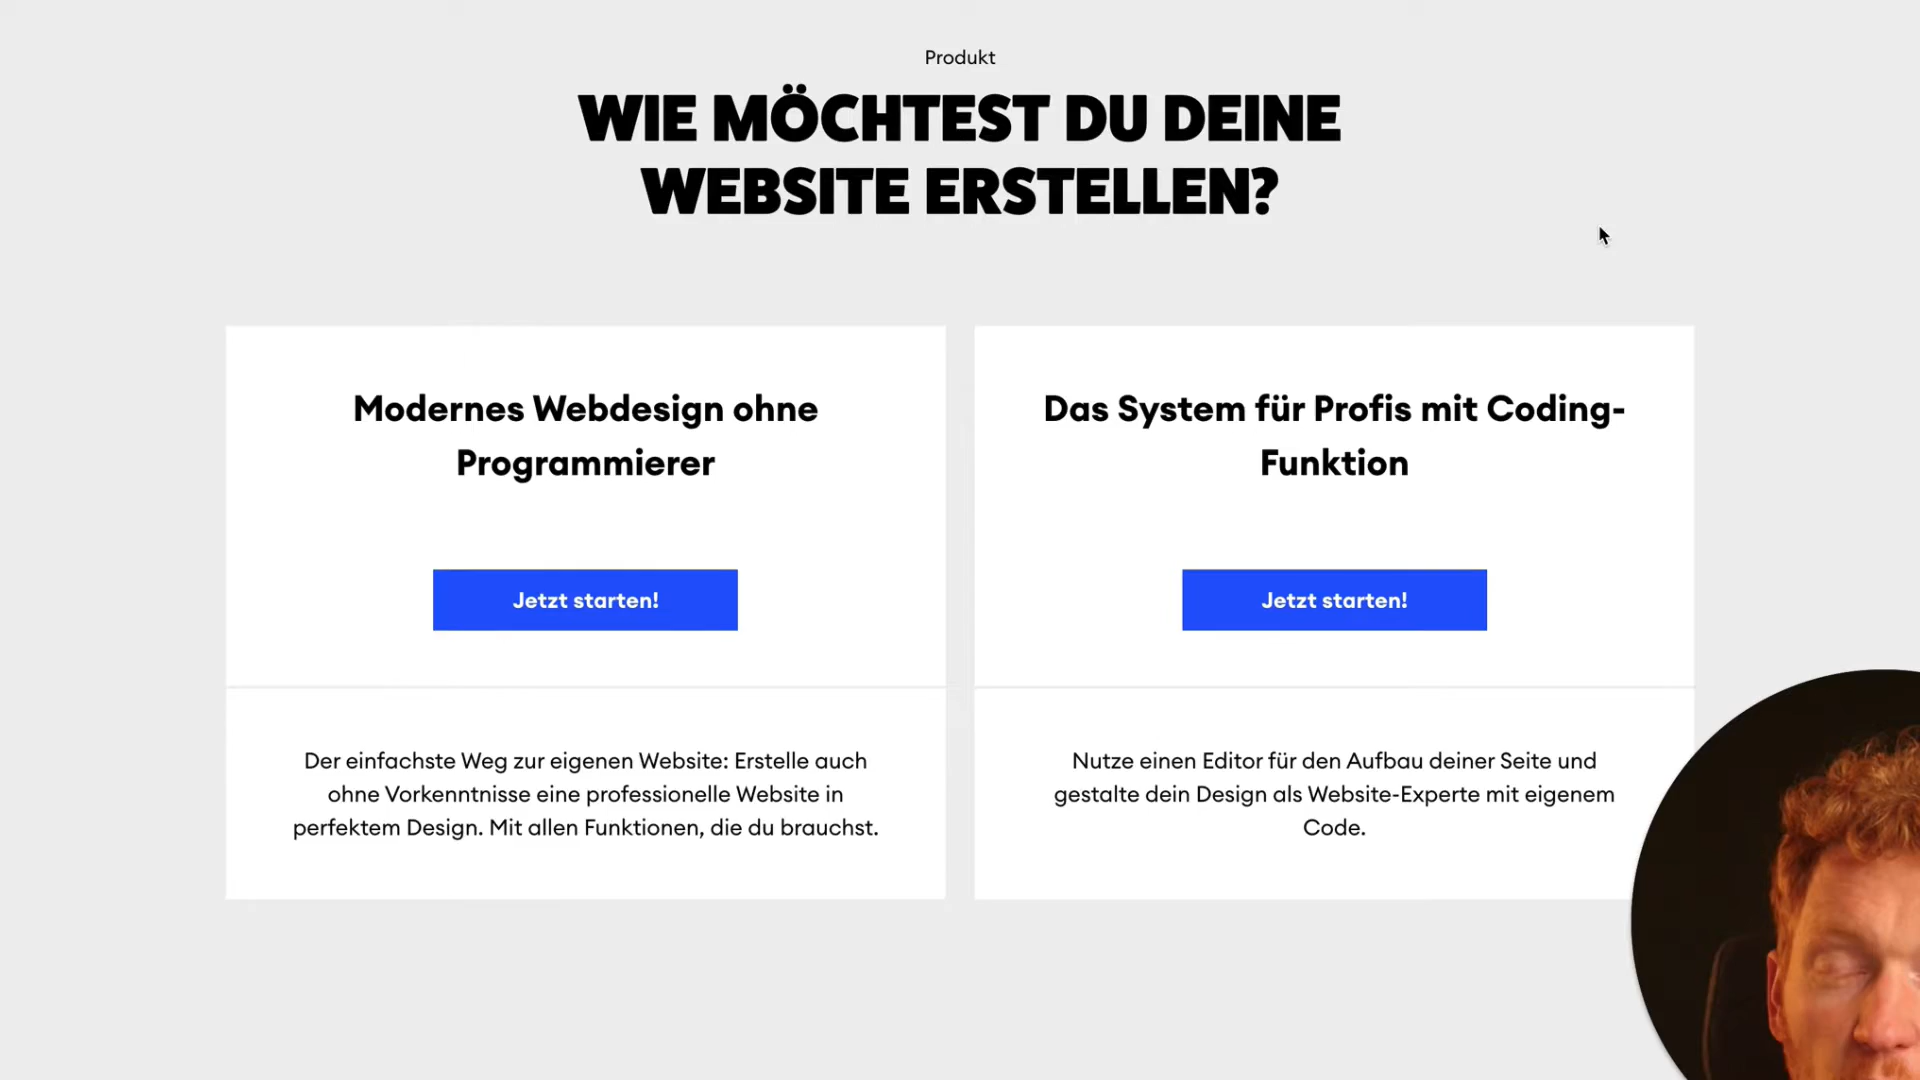 Produkt
WIE MÖCHTEST DU DEINE
WEBSITE ERSTELLEN?
Modernes Webdesign ohne
Programmierer
Jetzt starten!
Der einfachste Weg zur eigenen Website: Erstelle auch
ohne Vorkenntnisse eine professionelle Website in
perfektem Design. Mit allen Funktionen, die du brauchst.
Das System für Profis mit Coding-
Funktion
Jetzt starten!
Nutze einen Editor für den Aufbau deiner Seite und
gestalte dein Design als Website-Experte mit eigenem
Code.